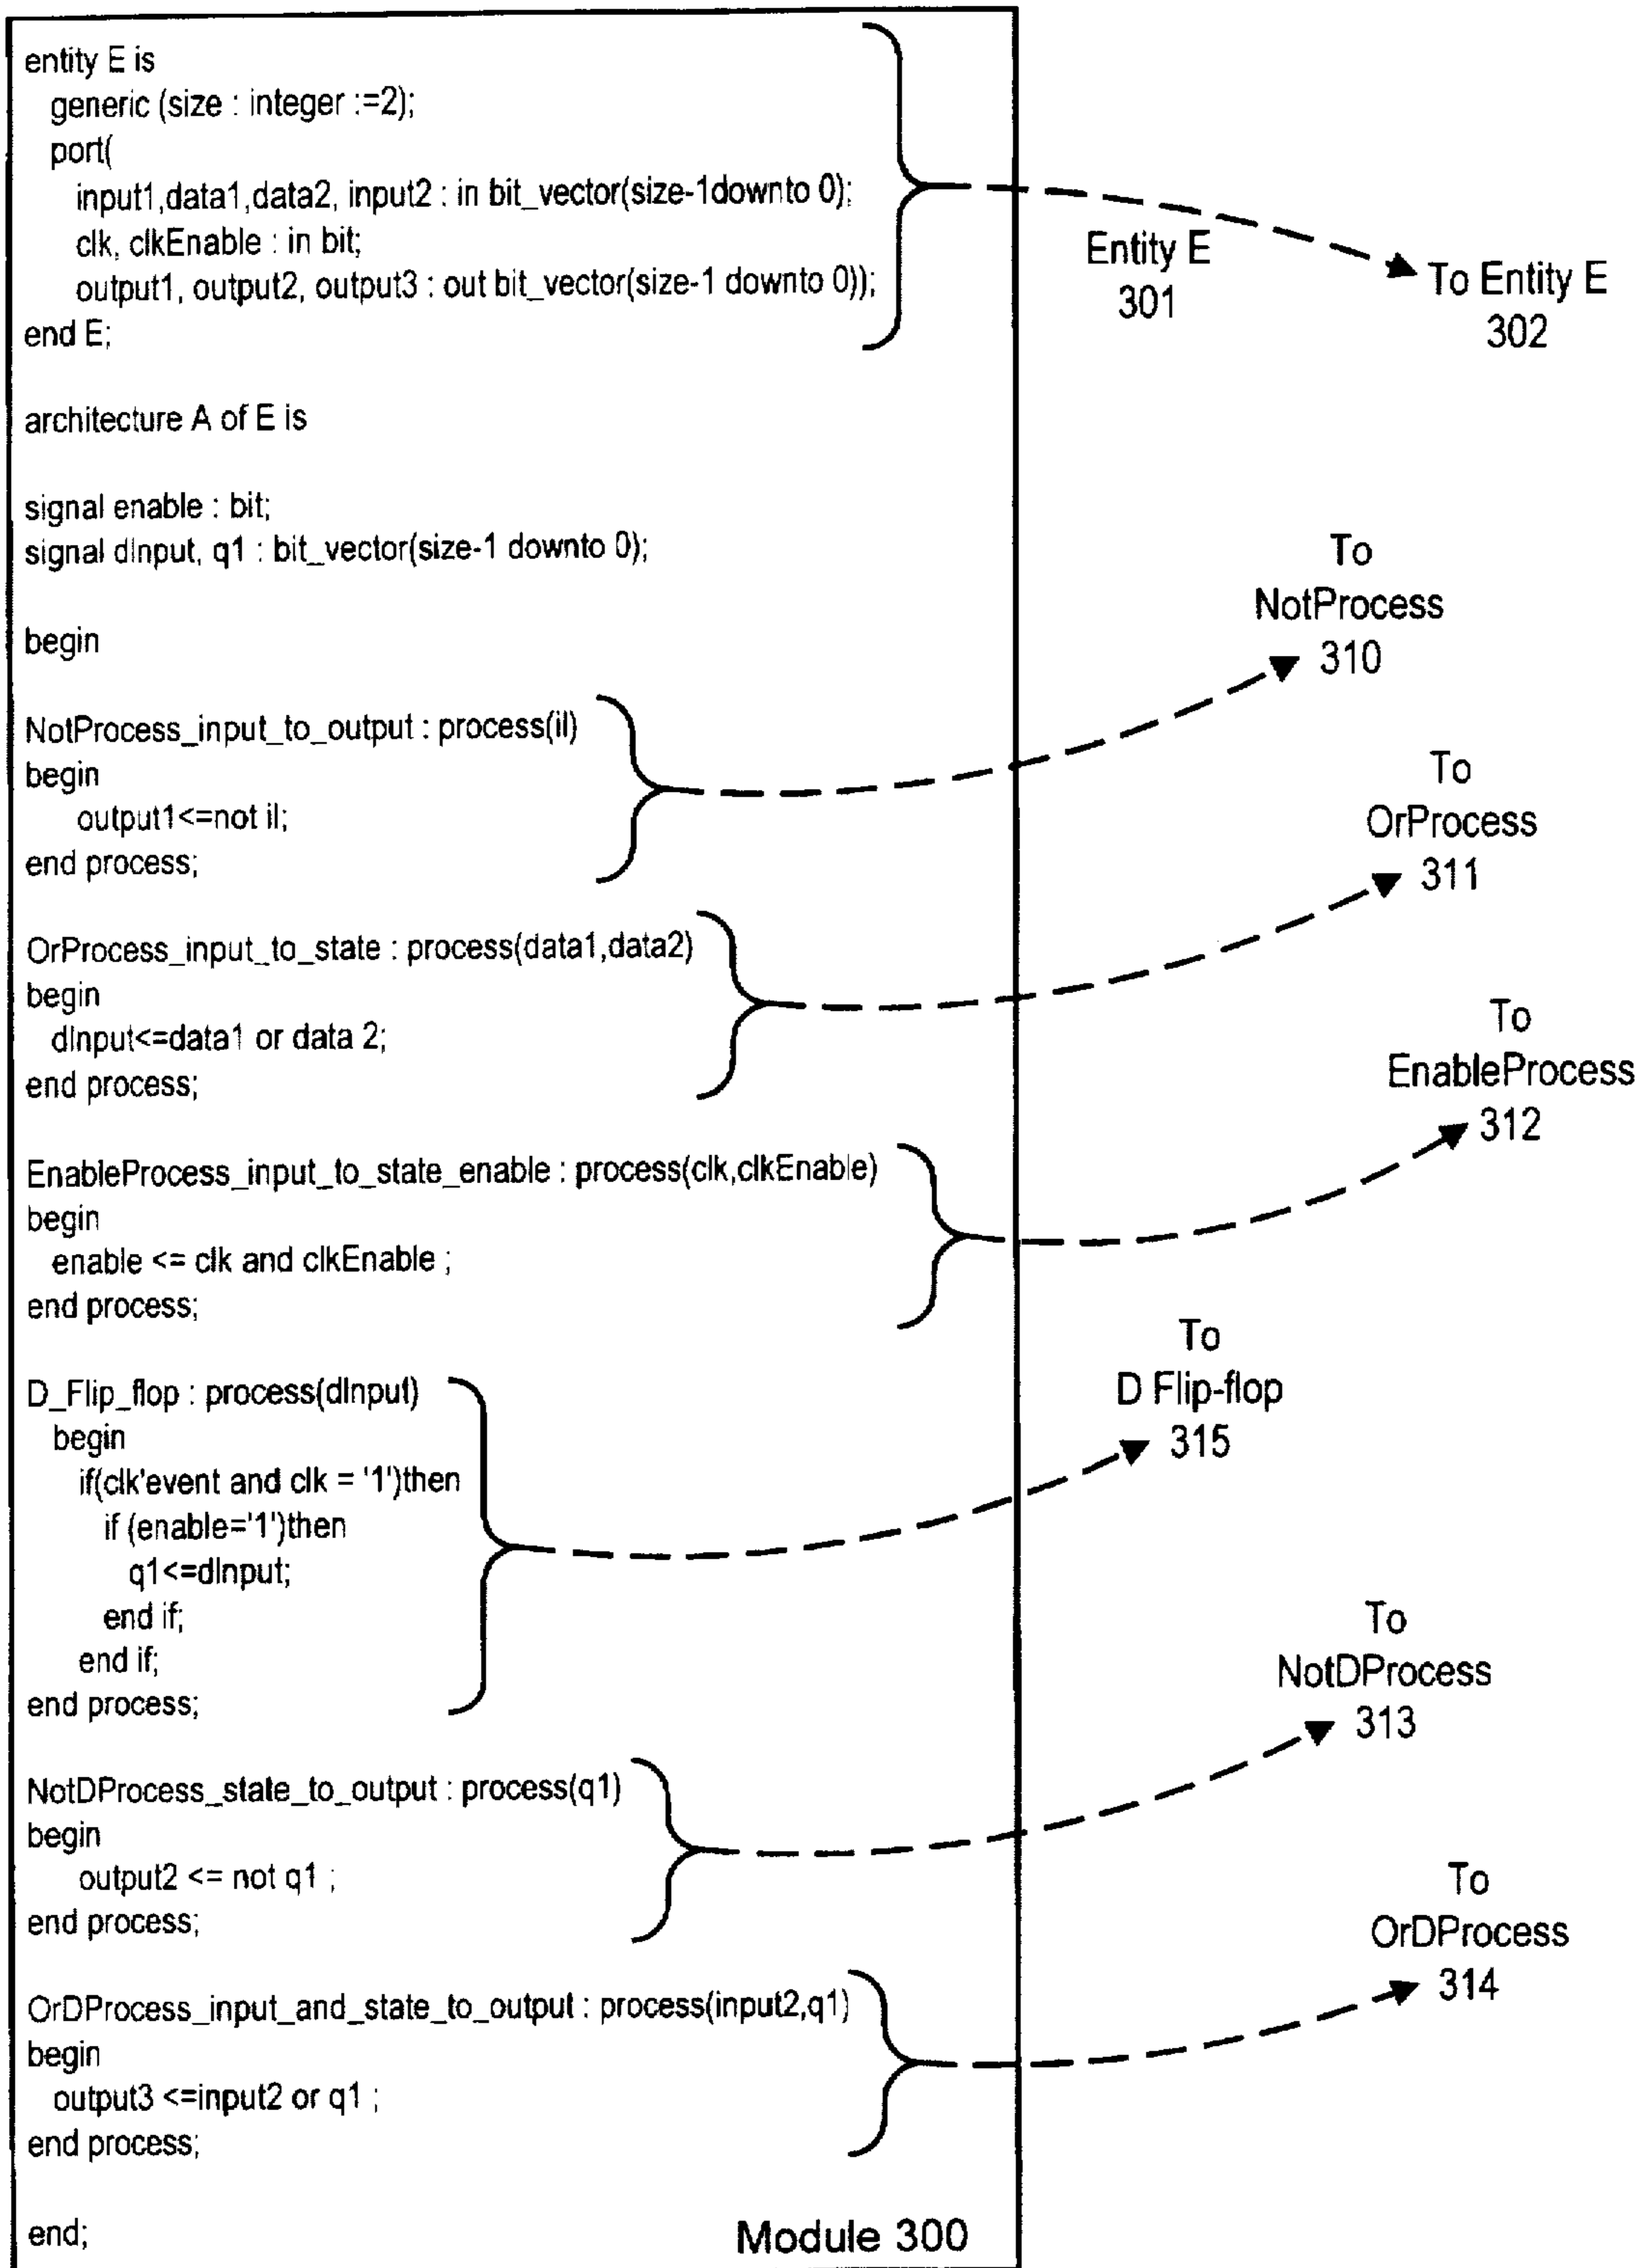 entity E is
generic (size : integer :=2);
port(
input1,data1,data2, input2 : in bit_vector(size-1downto 0);
clk, clkEnable : in bit;
output1, output2, output3 : out bit_vector(size-1 downto 0));
end E;
Entity E
301
To Entity E
302
architecture A of E is
signal enable : bit;
signal dInput, q1 : bit_vector(size-1 downto 0);
begin
To
NotProcess
310
NotProcess_input_to_output : process(il)
begin
output1<=not il;
end process;
To
OrProcess
311
OrProcess_input_to_state : process(data1,data2)
begin
dInput<=data1 or data 2;
end process;
To
EnableProcess
312
EnableProcess_input_to_state_enable : process(clk,clkEnable)
begin
enable <= clk and clkEnable ;
end process;
To
D Flip-flop
315
D_Flip_flop : process(dInput)
begin
if(clk'event and clk = '1')then
if (enable='1')then
q1<=dInput;
end if;
end if;
end process;
To
NotDProcess
313
NotDProcess_state_to_output : process(q1)
begin
output2 <= not q1 ;
end process;
To
OrDProcess
314
OrDProcess_input_and_state_to_output : process(input2,q1)
begin
output3 <=input2 or q1 ;
end process;
end;
Module 300